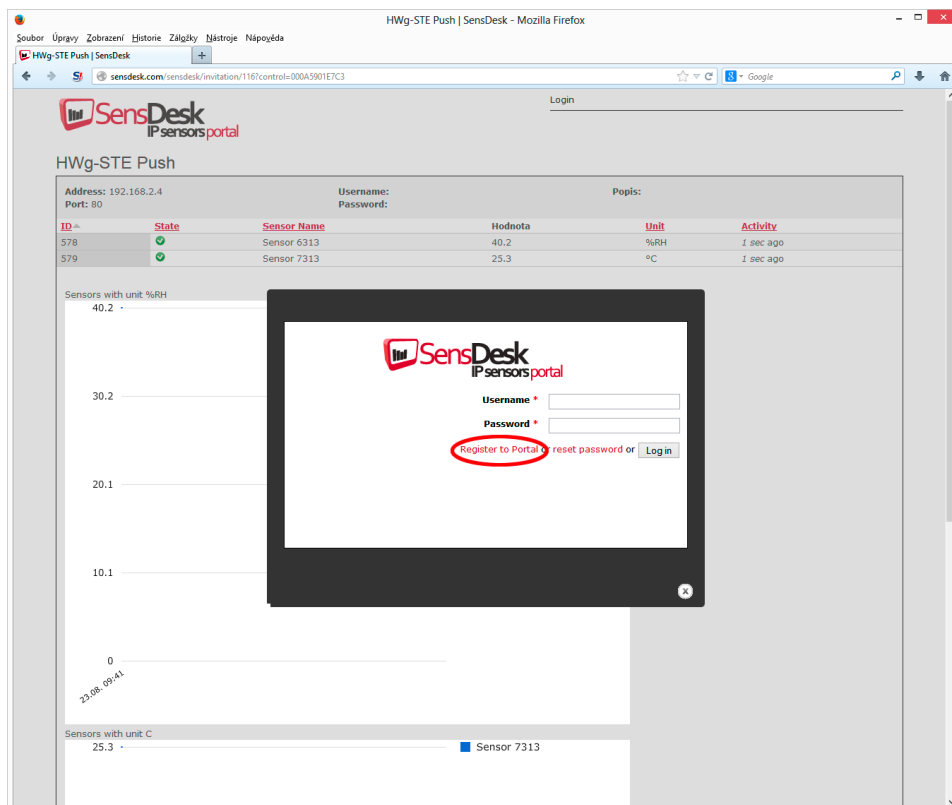 HWg-STE Push | SensDesk - Mozilla Firefox
Soubor Úpravy Zobrazení Historie Záložky Nástroje Nápověda
HWg-STE Push | SensDesk +
sensdesk.com/sensdesk/invitation/116?control=000A5901E7C3 Google
SensDesk
IP sensors portal
Login
HWg-STE Push
Address: 192.168.2.4 Username: Popis:
Port: 80 Password:
ID State Sensor Name Hodnota Unit Activity
578 Sensor 6313 40.2 %RH 1 sec ago
579 Sensor 7313 25.3 °C 1 sec ago
Sensors with unit %RH
40.2
30.2
20.1
10.1
0
23.08. 09:41
SensDesk
IP sensors portal
Username *
Password *
Register to Portal or reset password or Log in
x
Sensors with unit C
25.3 Sensor 7313